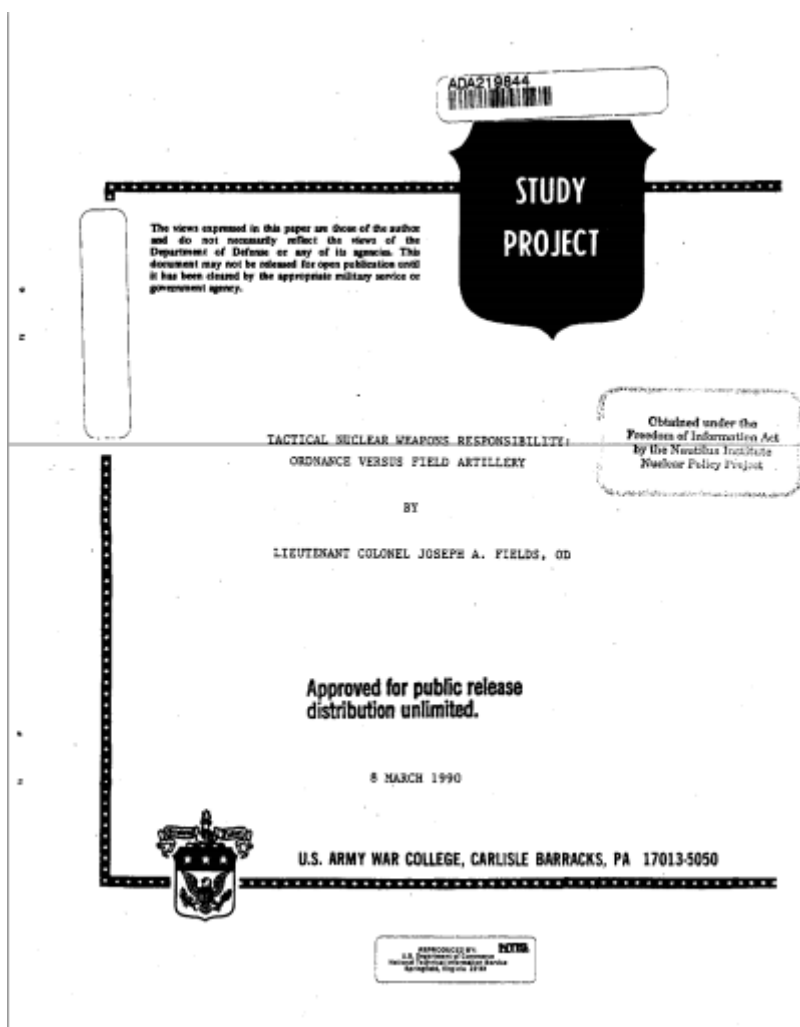 ADA219844
STUDY
PROJECT
The views expressed in this paper are those of the author
and do not necessarily reflect the views of the
Department of Defense or any of its agencies. This
document may not be released for open publication until
it has been cleared by the appropriate military service or
government agency.
Obtained under the
Freedom of Information Act
by the Nautilus Institute
Nuclear Policy Project
TACTICAL NUCLEAR WEAPONS RESPONSIBILITY:
ORDNANCE VERSUS FIELD ARTILLERY
BY
LIEUTENANT COLONEL JOSEPH A. FIELDS, OD
Approved for public release
distribution unlimited.
8 MARCH 1990
U.S. ARMY WAR COLLEGE, CARLISLE BARRACKS, PA 17013-5050
REPRODUCED BY: NTIS
U.S. Department of Commerce
National Technical Information Service
Springfield, Virginia 22161